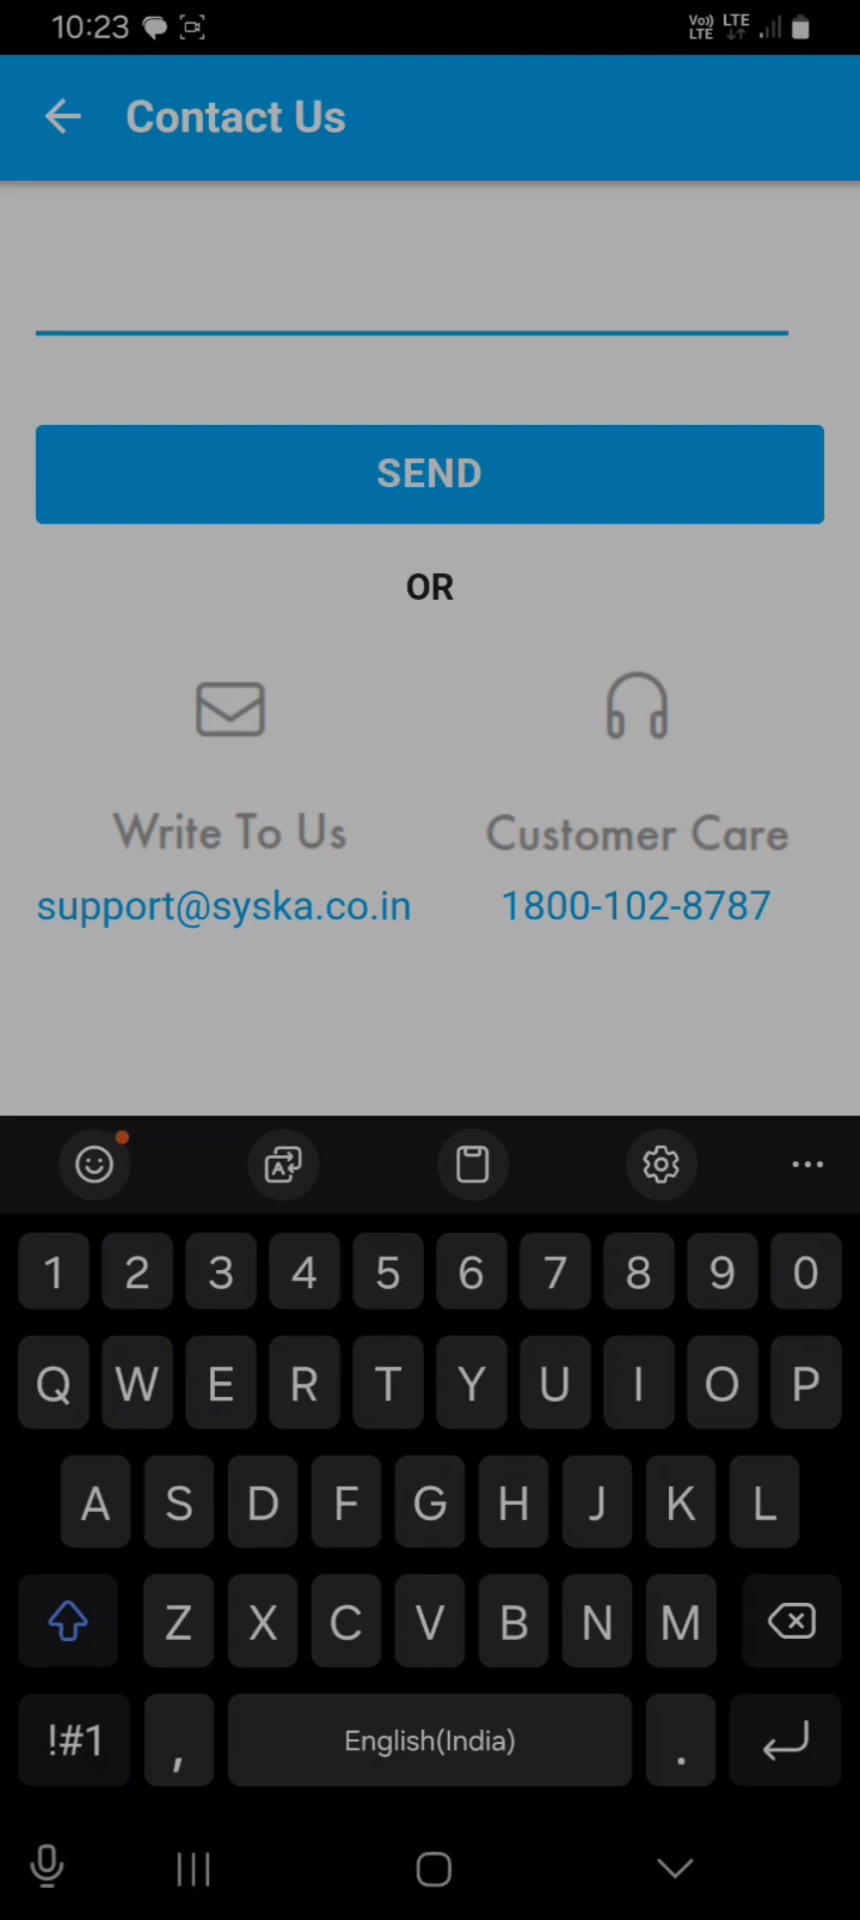 10:23 Vo)) LTE LTE
Contact Us
SEND
OR
Write To Us Customer Care
support@syska.co.in 1800-102-8787
1 2 3 4 5 6 7 8 9 0
Q W E R T Y U I O P
A S D F G H J K L
Z X C V B N M
!#1 , English(India) .